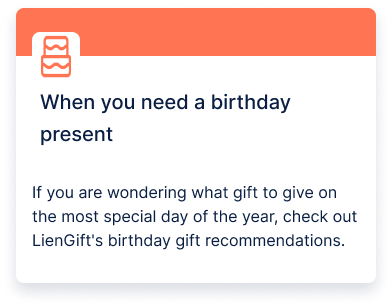 When you need a birthday
present
If you are wondering what gift to give on
the most special day of the year, check out
LienGift's birthday gift recommendations.